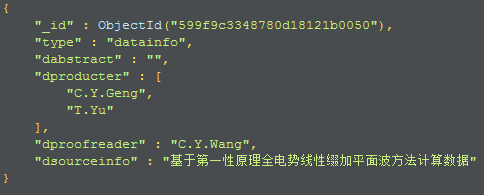 {
"_id" : ObjectId("599f9c3348780d18121b0050"),
"type" : "datainfo",
"dabstract" : "",
"dproducter" : [
"C.Y.Geng",
"T.Yu"
],
"dproofreader" : "C.Y.Wang",
"dsourceinfo" : "基于第一性原理全电势线性缀加平面波方法计算数据"
}